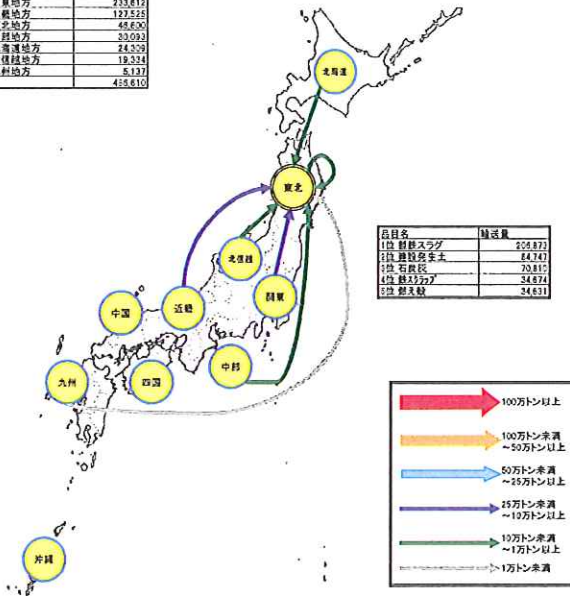 東地方 233,612
畿地方 127,525
北地方 46,600
部地方 30,093
海道地方 24,309
信越地方 19,334
州地方 5,137
486,610
北海道
東北
北信越
近畿
関東
中国
中部
九州
四国
沖縄
品目名 輸送量
1位 製鉄スラグ 206,873
2位 建設発生土 84,747
3位 石炭灰 70,810
4位 鉄スクラップ 34,674
5位 燃え殻 34,631
100万トン以上
100万トン未満
～50万トン以上
50万トン未満
～25万トン以上
25万トン未満
～10万トン以上
10万トン未満
～1万トン以上
1万トン未満